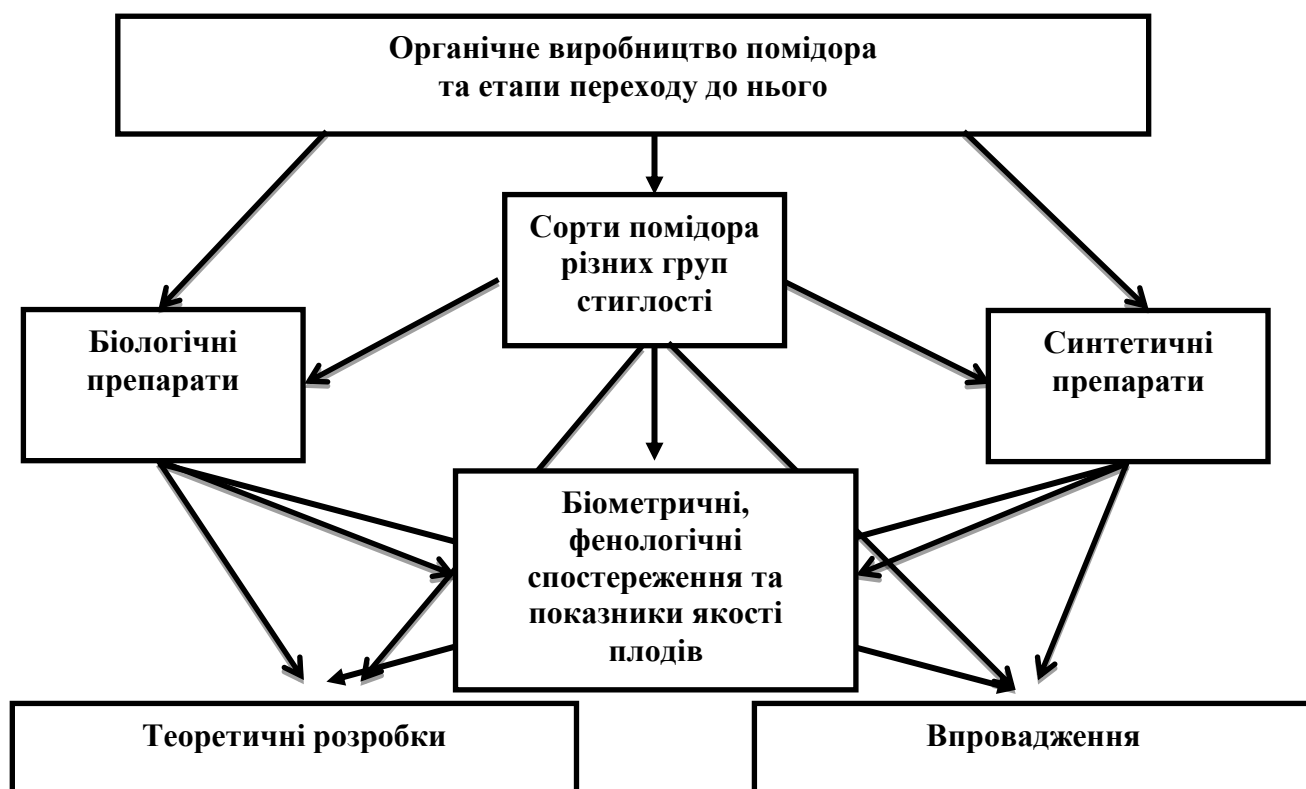 Органічне виробництво помідора
та етапи переходу до нього
Сорти помідора
різних груп
стиглості
Біологічні
препарати
Синтетичні
препарати
Біометричні,
фенологічні
спостереження та
показники якості
плодів
Теоретичні розробки
Впровадження